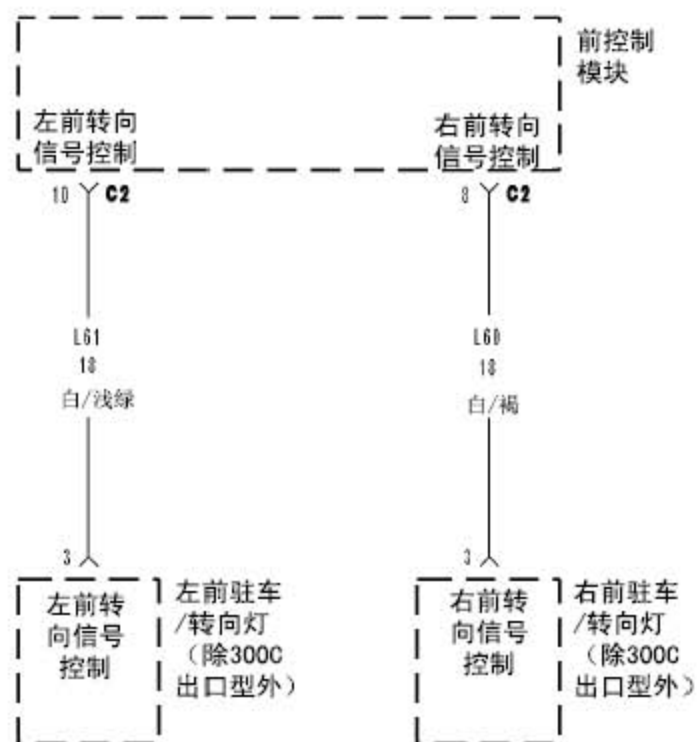 前控制
模块
左前转向
信号控制
右前转向
信号控制
10 C2
8 C2
L61
18
白/浅绿
L60
18
白/褐
3
3
左前转
向信号
控制
左前驻车
/转向灯
（除300C
出口型外）
右前转
向信号
控制
右前驻车
/转向灯
（除300C
出口型外）